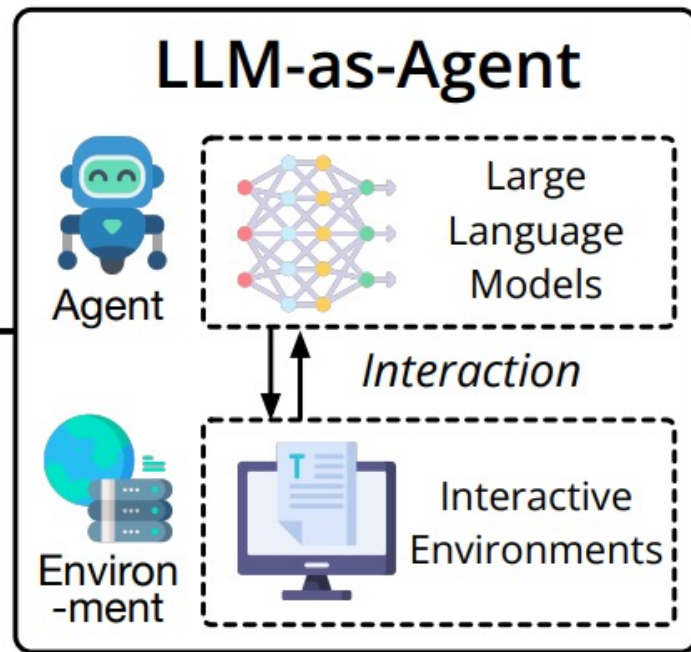 LLM-as-Agent
Agent
Large
Language
Models
Interaction
Environ
-ment
T
Interactive
Environments